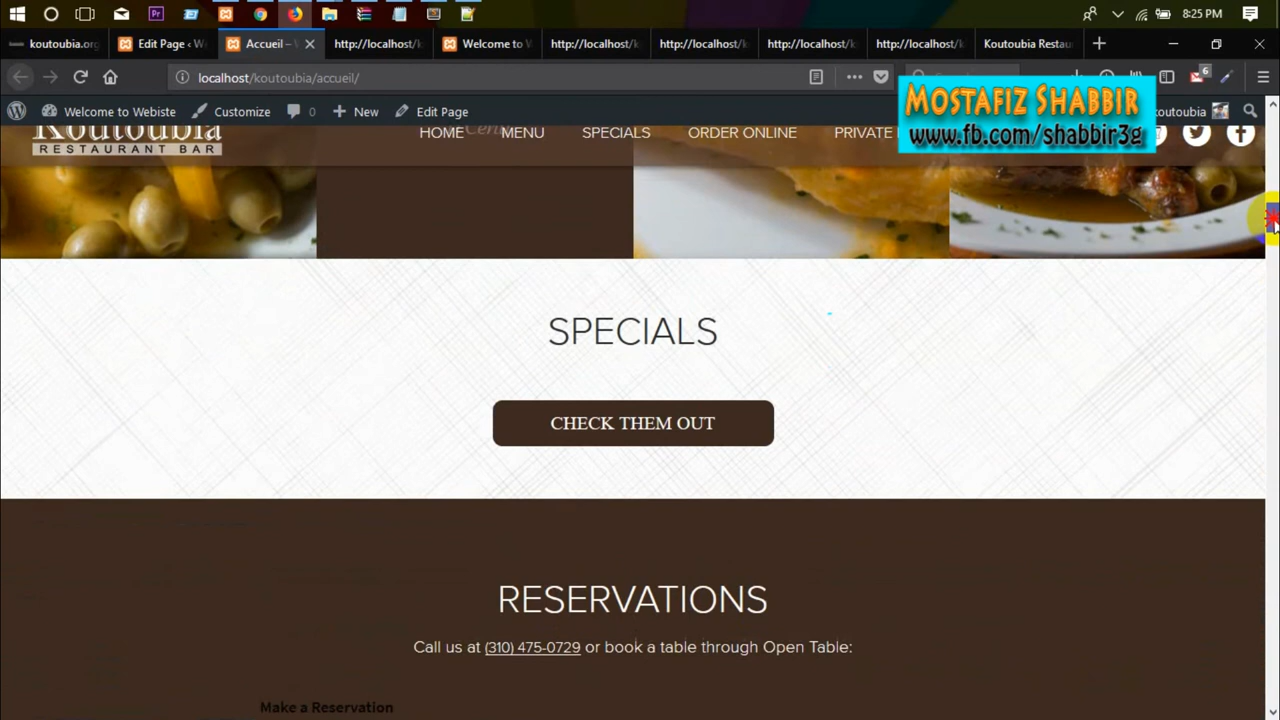 8:25 PM
koutoubia.or
Edit Page ‹ W
Accueil –
http://localhost/k
Welcome to W
http://localhost/k
http://localhost/k
http://localhost/k
http://localhost/k
Koutoubia Restau
localhost/koutoubia/accueil/
6
Welcome to Webiste
Customize
0
New
Edit Page
koutoubia
MOSTAFIZ SHABBIR
www.fb.com/shabbir3g
Koutoubia
RESTAURANT BAR
HOME
MENU
SPECIALS
ORDER ONLINE
PRIVATE
SPECIALS
CHECK THEM OUT
RESERVATIONS
Call us at (310) 475-0729 or book a table through Open Table:
Make a Reservation